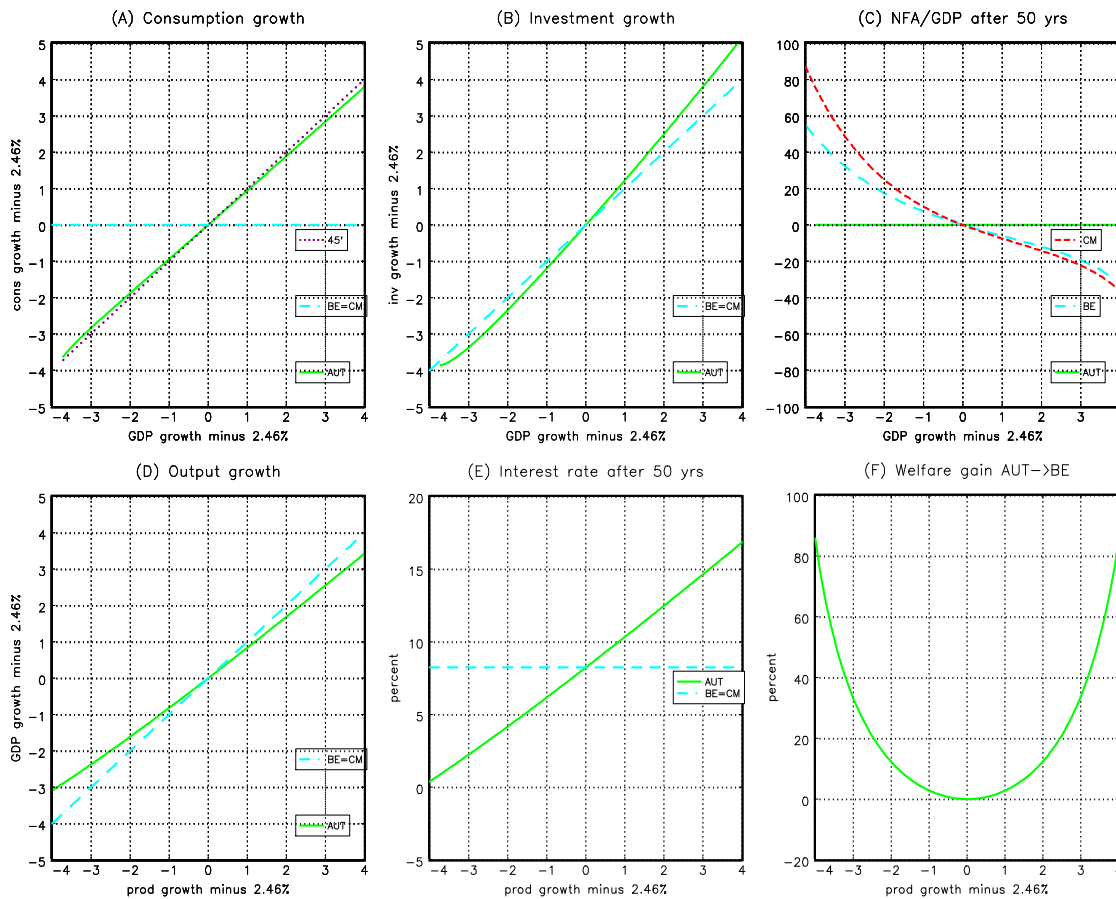 (A) Consumption growth
5
4
3
2
1
0
−1
−2
−3
−4
−5
cons growth minus 2.46%
−4 −3 −2 −1 0 1 2 3 4
GDP growth minus 2.46%
45°
BE=CM
AUT
(B) Investment growth
5
4
3
2
1
0
−1
−2
−3
−4
−5
inv growth minus 2.46%
−4 −3 −2 −1 0 1 2 3 4
GDP growth minus 2.46%
BE=CM
AUT
(C) NFA/GDP after 50 yrs
100
80
60
40
20
0
−20
−40
−60
−80
−100
−4 −3 −2 −1 0 1 2 3
GDP growth minus 2.46%
CM
BE
AUT
(D) Output growth
5
4
3
2
1
0
−1
−2
−3
−4
−5
GDP growth minus 2.46%
−4 −3 −2 −1 0 1 2 3 4
prod growth minus 2.46%
BE=CM
AUT
(E) Interest rate after 50 yrs
20
15
10
5
0
−5
percent
−4 −3 −2 −1 0 1 2 3 4
prod growth minus 2.46%
AUT
BE=CM
(F) Welfare gain AUT−>BE
100
80
60
40
20
0
−20
percent
−4 −3 −2 −1 0 1 2 3
prod growth minus 2.46%